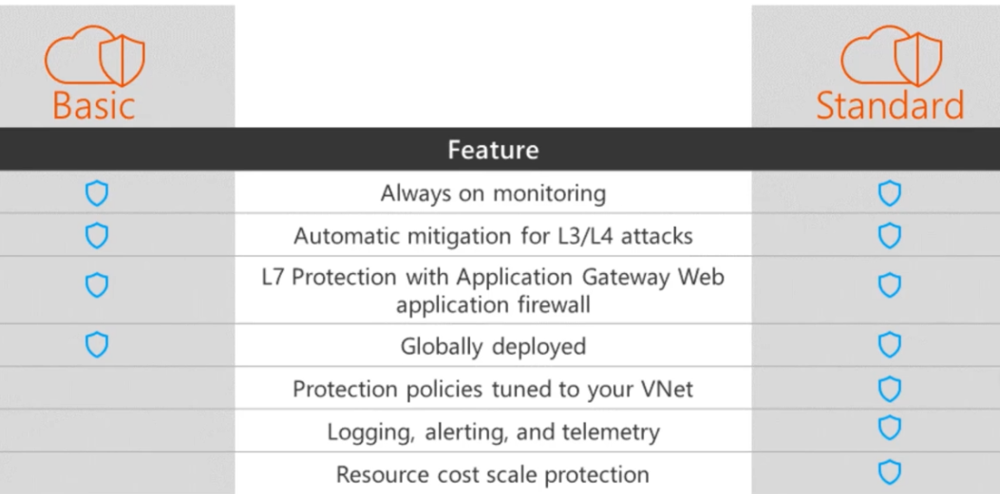 Basic
Standard
Feature
Always on monitoring
Automatic mitigation for L3/L4 attacks
L7 Protection with Application Gateway Web
application firewall
Globally deployed
Protection policies tuned to your VNet
Logging, alerting, and telemetry
Resource cost scale protection